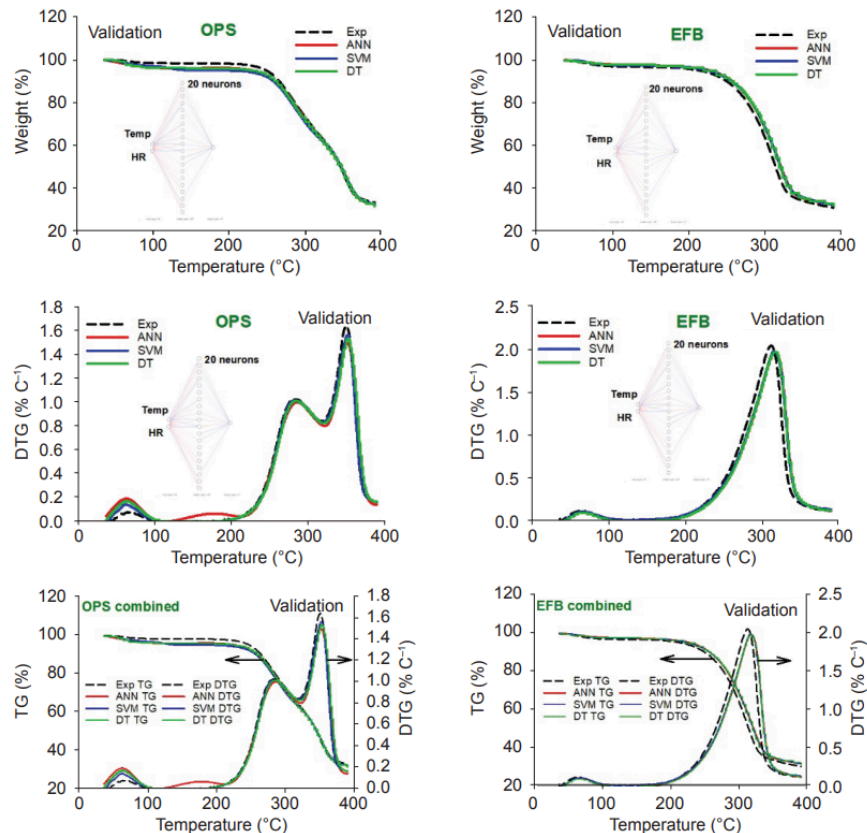 Validation OPS
Exp
ANN
SVM
DT
120
100
80
60
40
20
Weight (%)
20 neurons
Temp
HR
0 100 200 300 400
Temperature (°C)
Validation EFB
Exp
ANN
SVM
DT
120
100
80
60
40
20
Weight (%)
20 neurons
Temp
HR
0 100 200 300 400
Temperature (°C)
OPS Validation
Exp
ANN
SVM
DT
1.8
1.6
1.4
1.2
1.0
0.8
0.6
0.4
0.2
0.0
DTG (% C⁻¹)
20 neurons
Temp
HR
0 100 200 300 400
Temperature (°C)
EFB Validation
Exp
ANN
SVM
DT
2.5
2.0
1.5
1.0
0.5
0.0
DTG (% C⁻¹)
20 neurons
Temp
HR
0 100 200 300 400
Temperature (°C)
OPS combined Validation
120
100
80
60
40
20
TG (%)
Exp TG Exp DTG
ANN TG ANN DTG
SVM TG SVM DTG
DT TG DT DTG
1.8
1.6
1.4
1.2
1.0
0.8
0.6
0.4
0.2
0.0
DTG (% C⁻¹)
0 100 200 300 400
Temperature (°C)
EFB combined Validation
120
100
80
60
40
20
TG (%)
Exp TG Exp DTG
ANN TG ANN DTG
SVM TG SVM DTG
DT TG DT DTG
2.5
2.0
1.5
1.0
0.5
0.0
DTG (% C⁻¹)
0 100 200 300 400
Temperature (°C)